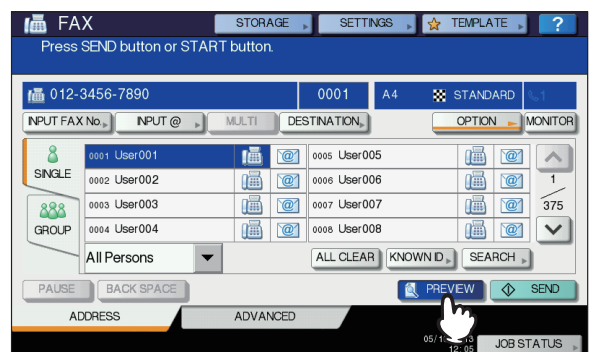 FAX STORAGE SETTINGS TEMPLATE ?
Press SEND button or START button.
012-3456-7890 0001 A4 STANDARD 1
INPUT FAX No. INPUT @ MULTI DESTINATION OPTION MONITOR
SINGLE
0001 User001 0005 User005
0002 User002 0006 User006
0003 User003 0007 User007
0004 User004 0008 User008
1
375
GROUP
All Persons ALL CLEAR KNOWN ID SEARCH
PAUSE BACK SPACE PREVIEW SEND
ADDRESS ADVANCED
12:05 JOB STATUS